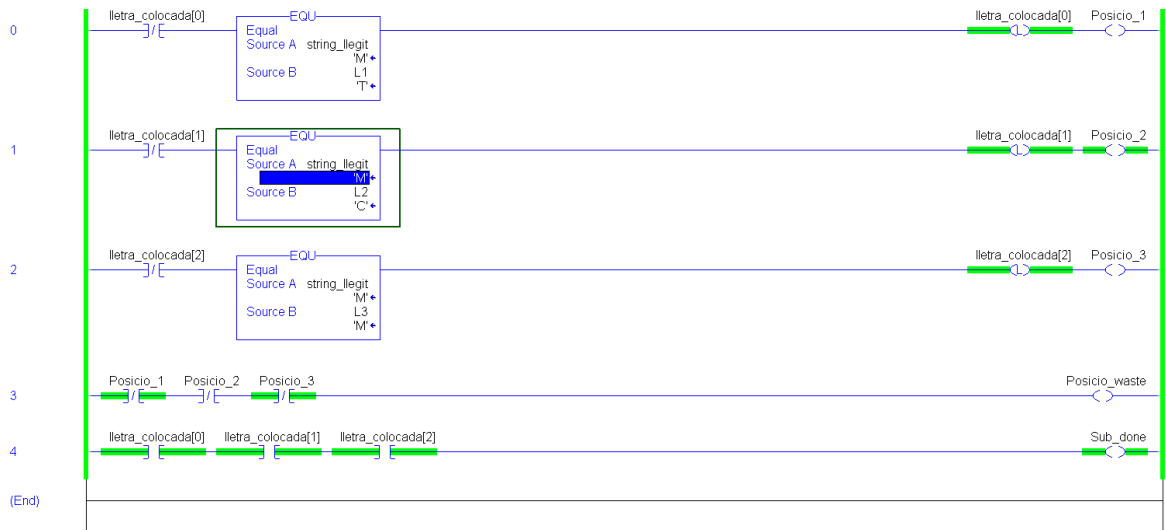 lletra_colocada[0] EQU lletra_colocada[0] Posicio_1
0 Equal
Source A string_llegit
'M'
Source B L1
'T'
lletra_colocada[1] EQU lletra_colocada[1] Posicio_2
1 Equal
Source A string_llegit
'M'
Source B L2
'C'
lletra_colocada[2] EQU lletra_colocada[2] Posicio_3
2 Equal
Source A string_llegit
'M'
Source B L3
'M'
Posicio_1 Posicio_2 Posicio_3 Posicio_waste
3
lletra_colocada[0] lletra_colocada[1] lletra_colocada[2] Sub_done
4
(End)